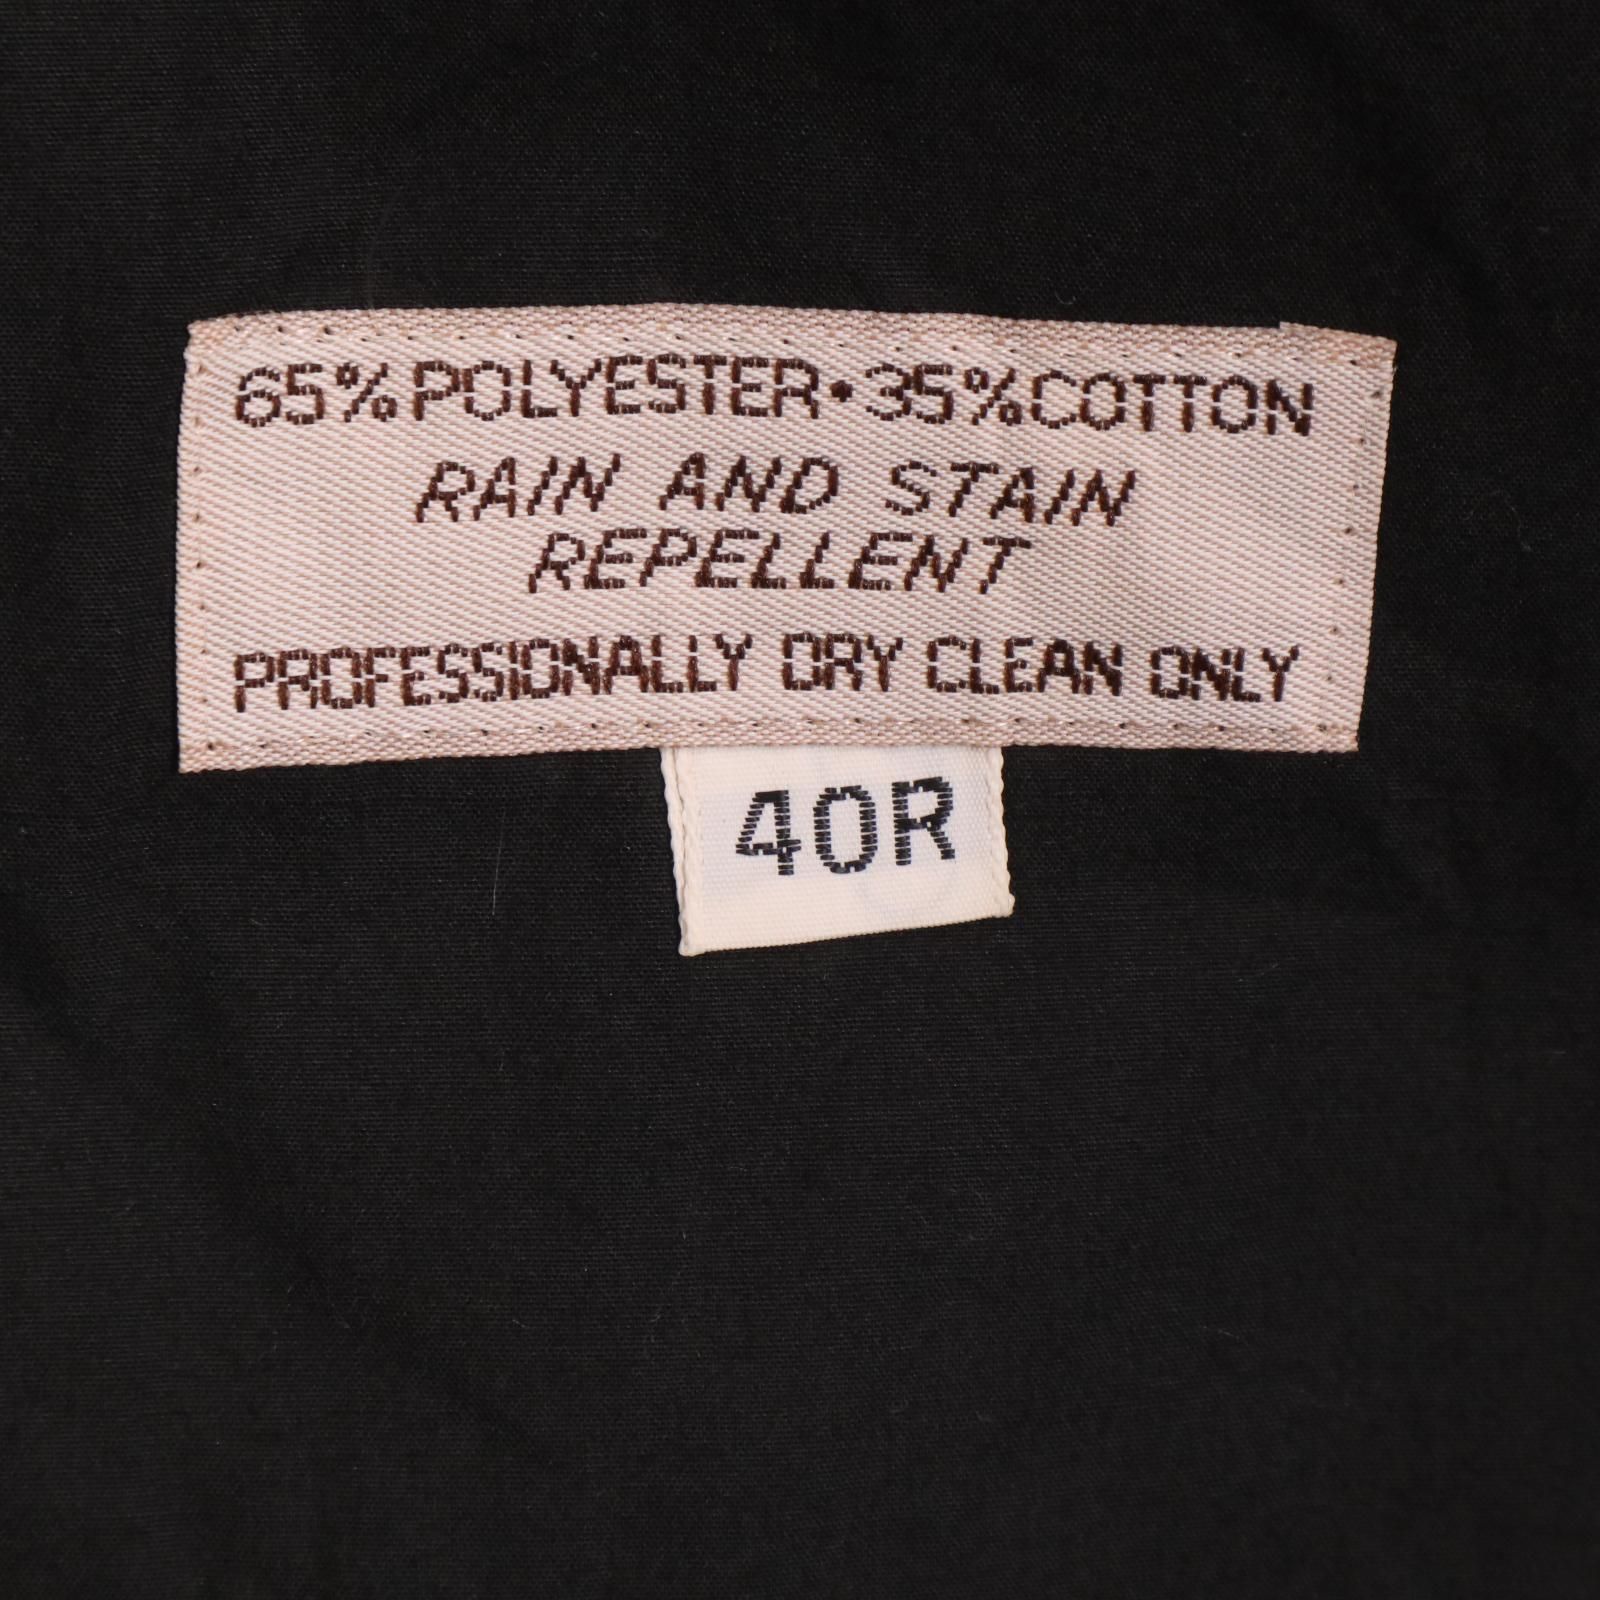 65% POLYESTER • 35% COTTON
RAIN AND STAIN
REPELLENT
PROFESSIONALLY DRY CLEAN ONLY
40R